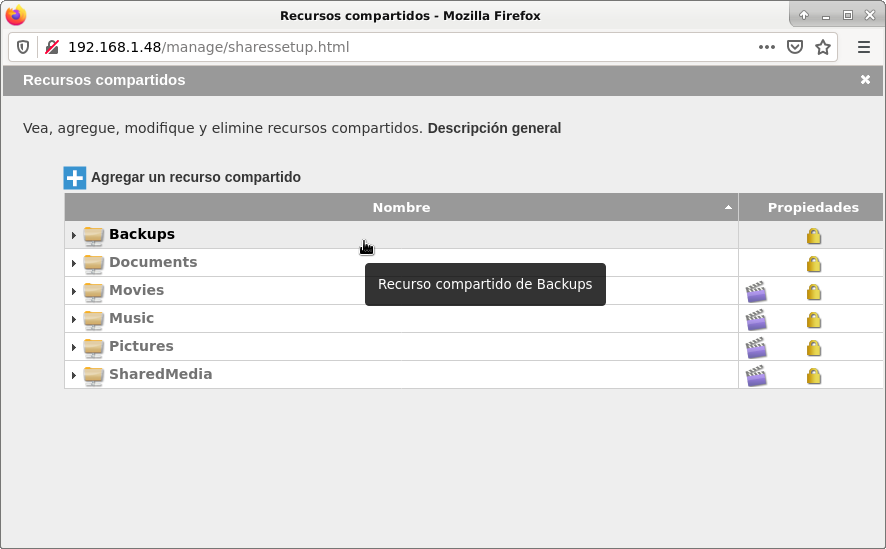 Recursos compartidos - Mozilla Firefox
192.168.1.48/manage/sharessetup.html
Recursos compartidos
Vea, agregue, modifique y elimine recursos compartidos. Descripción general
Agregar un recurso compartido
Nombre Propiedades
Backups
Documents
Recurso compartido de Backups
Movies
Music
Pictures
SharedMedia